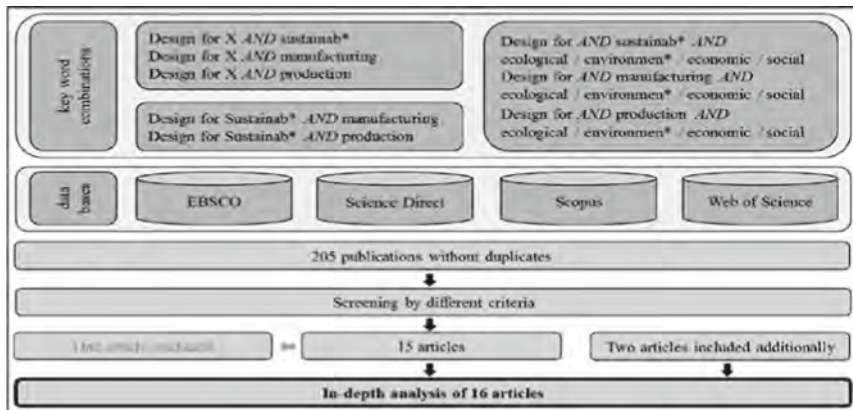 key word
combinations
Design for X AND sustainab*
Design for X AND manufacturing
Design for X AND production
Design for Sustainab* AND manufacturing
Design for Sustainab* AND production
Design for AND sustainab* AND
ecological / environmen* / economic / social
Design for AND manufacturing AND
ecological / environmen* / economic / social
Design for AND production AND
ecological / environmen* / economic / social
data
bases
EBSCO
Science Direct
Scopus
Web of Science
205 publications without duplicates
Screening by different criteria
15 articles
Two articles included additionally
In-depth analysis of 16 articles